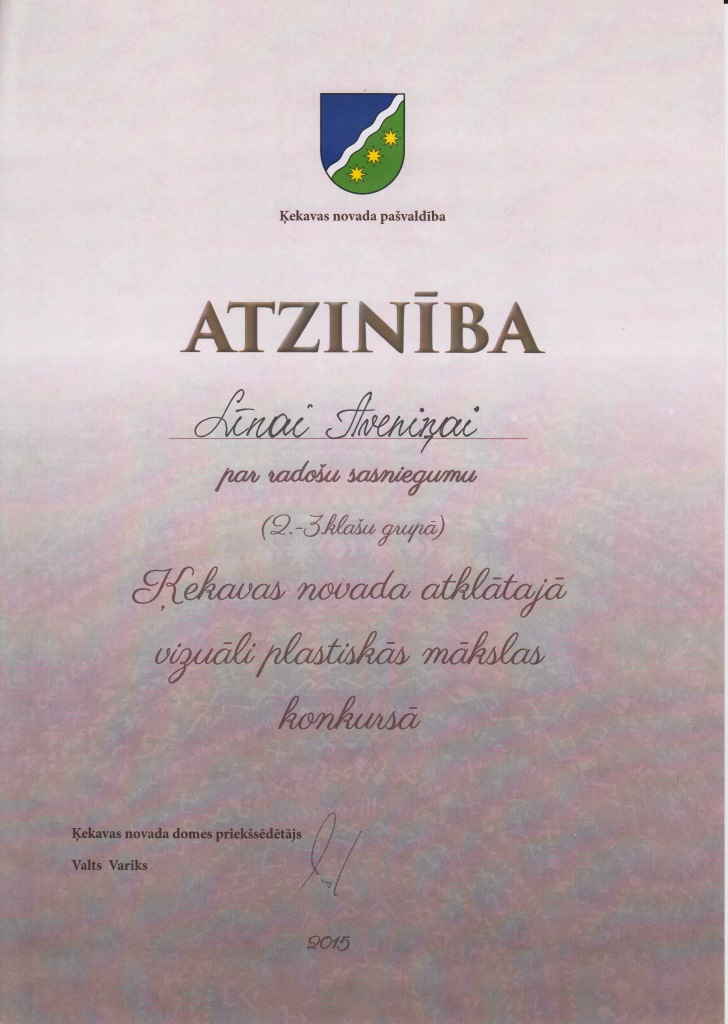 Ķekavas novada pašvaldība
ATZINĪBA
Līnai Aveniņai
par radošu sasniegumu
(2.-3.klašu grupā)
Ķekavas novada atklātajā
vizuāli plastiskās mākslas
konkursā
Ķekavas novada domes priekšsēdētājs
Valts Variks
2015